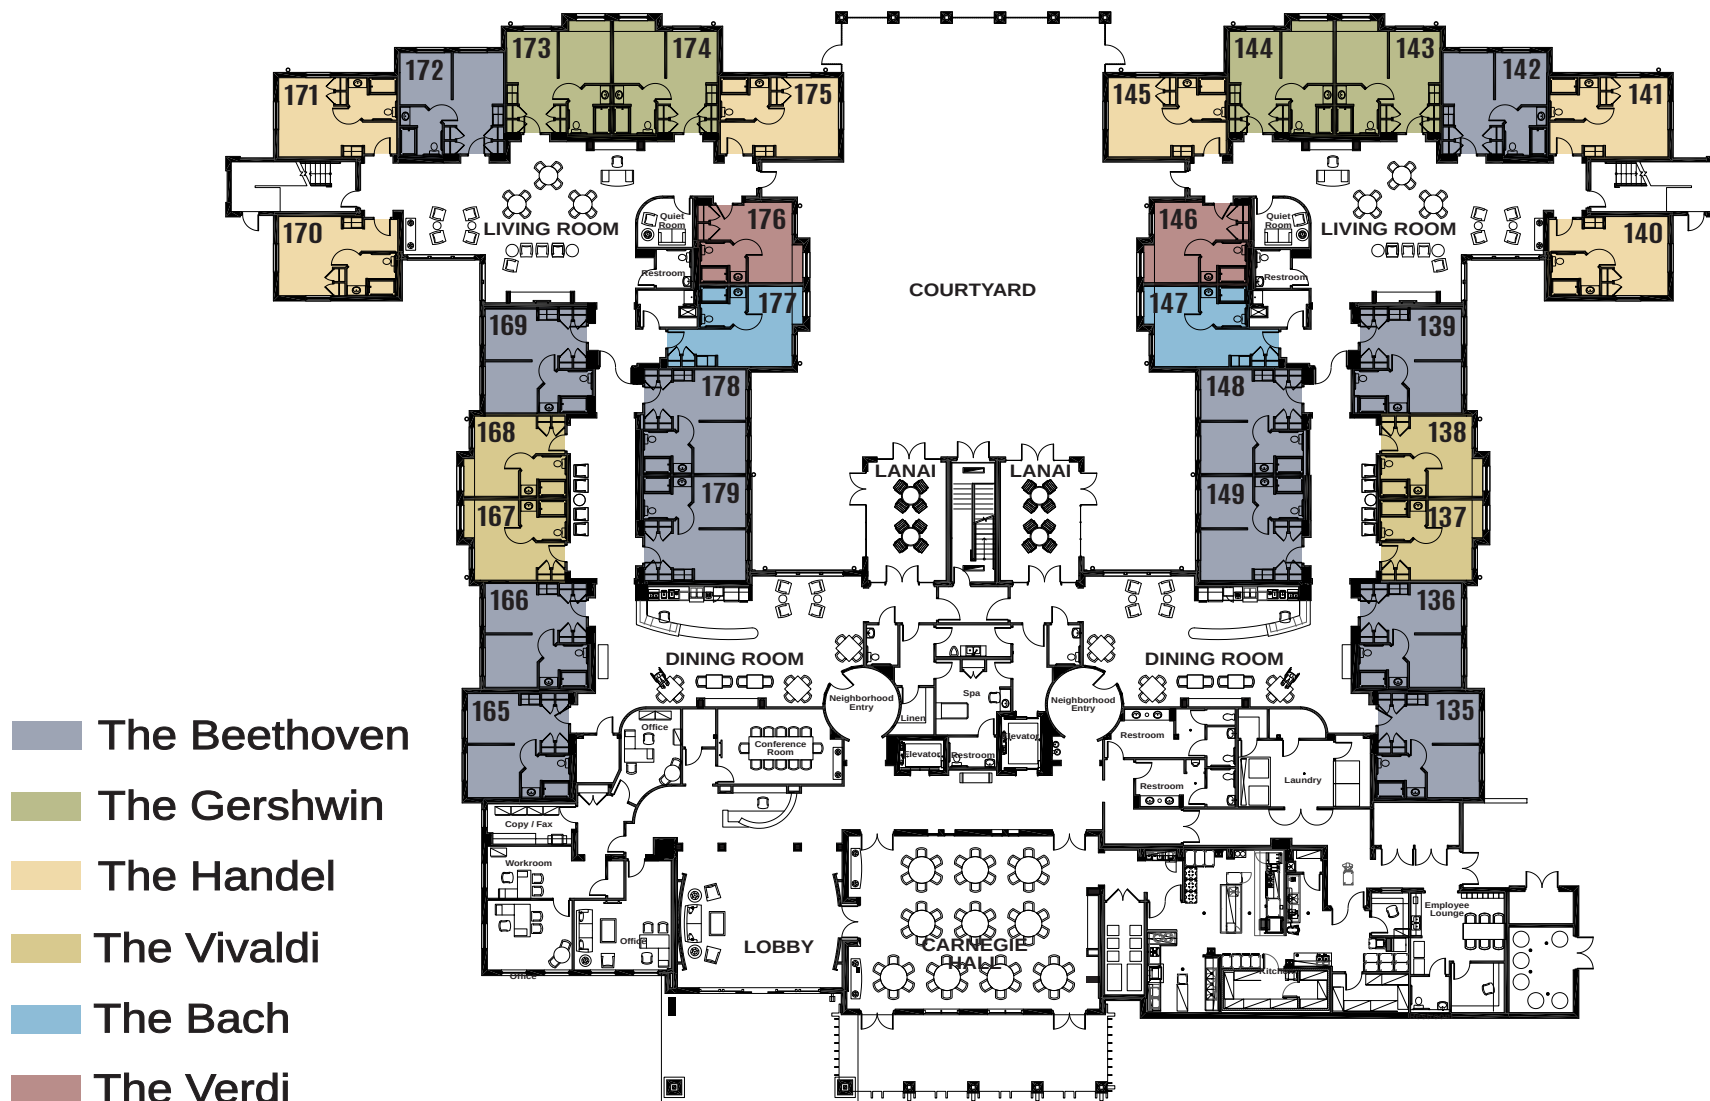 173
174
144
143
172
142
171
175
145
141
170
Quiet
Room
176
146
Quiet
Room
140
LIVING ROOM
LIVING ROOM
Restroom
Restroom
COURTYARD
177
147
169
139
178
148
168
138
LANAI
LANAI
179
149
167
137
166
136
DINING ROOM
DINING ROOM
Neighborhood
Entry
Spa
Neighborhood
Entry
Linen
165
135
Office
Conference
Room
Elevator
Restroom
Elevator
Restroom
Restroom
Laundry
Copy / Fax
Workroom
Employee
Lounge
Office
Office
LOBBY
CARNEGIE
HALL
Kitchen
The Beethoven
The Gershwin
The Handel
The Vivaldi
The Bach
The Verdi